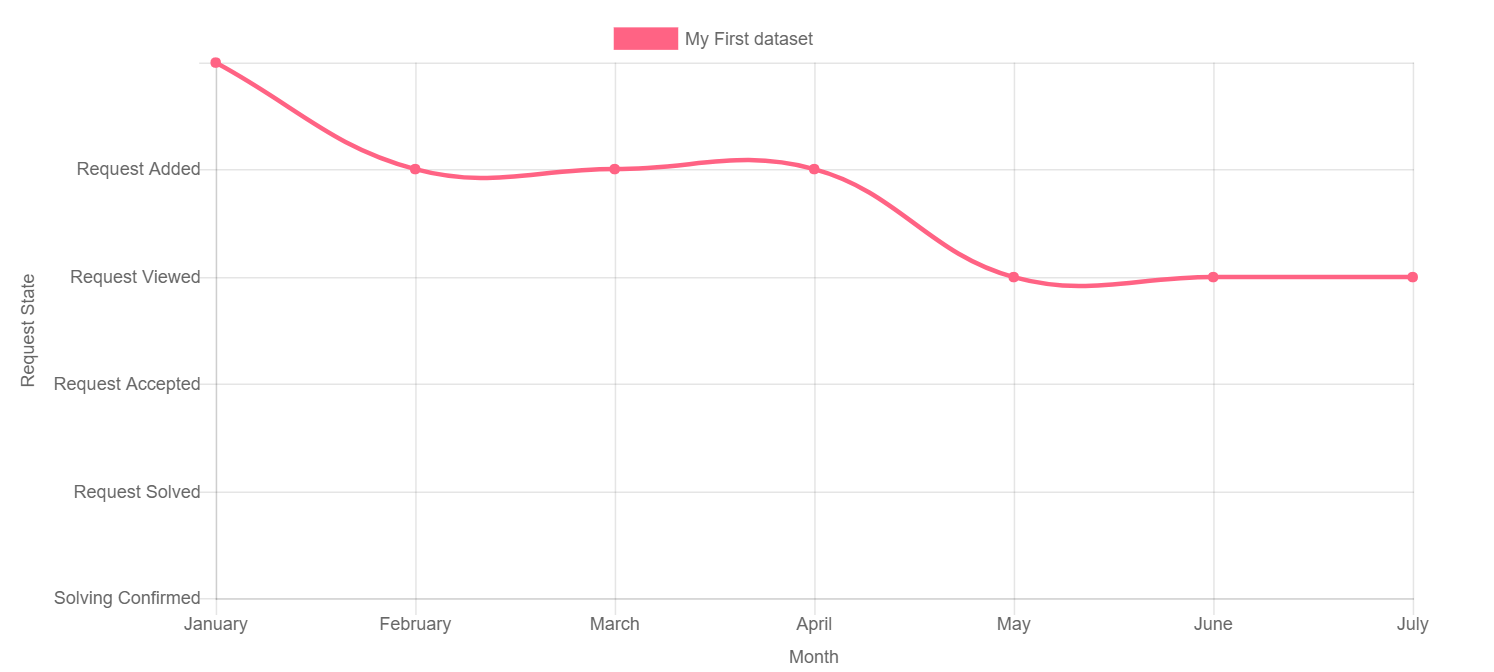 My First dataset
Request Added
Request Viewed
Request Accepted
Request Solved
Solving Confirmed
Request State
January
February
March
April
May
June
July
Month